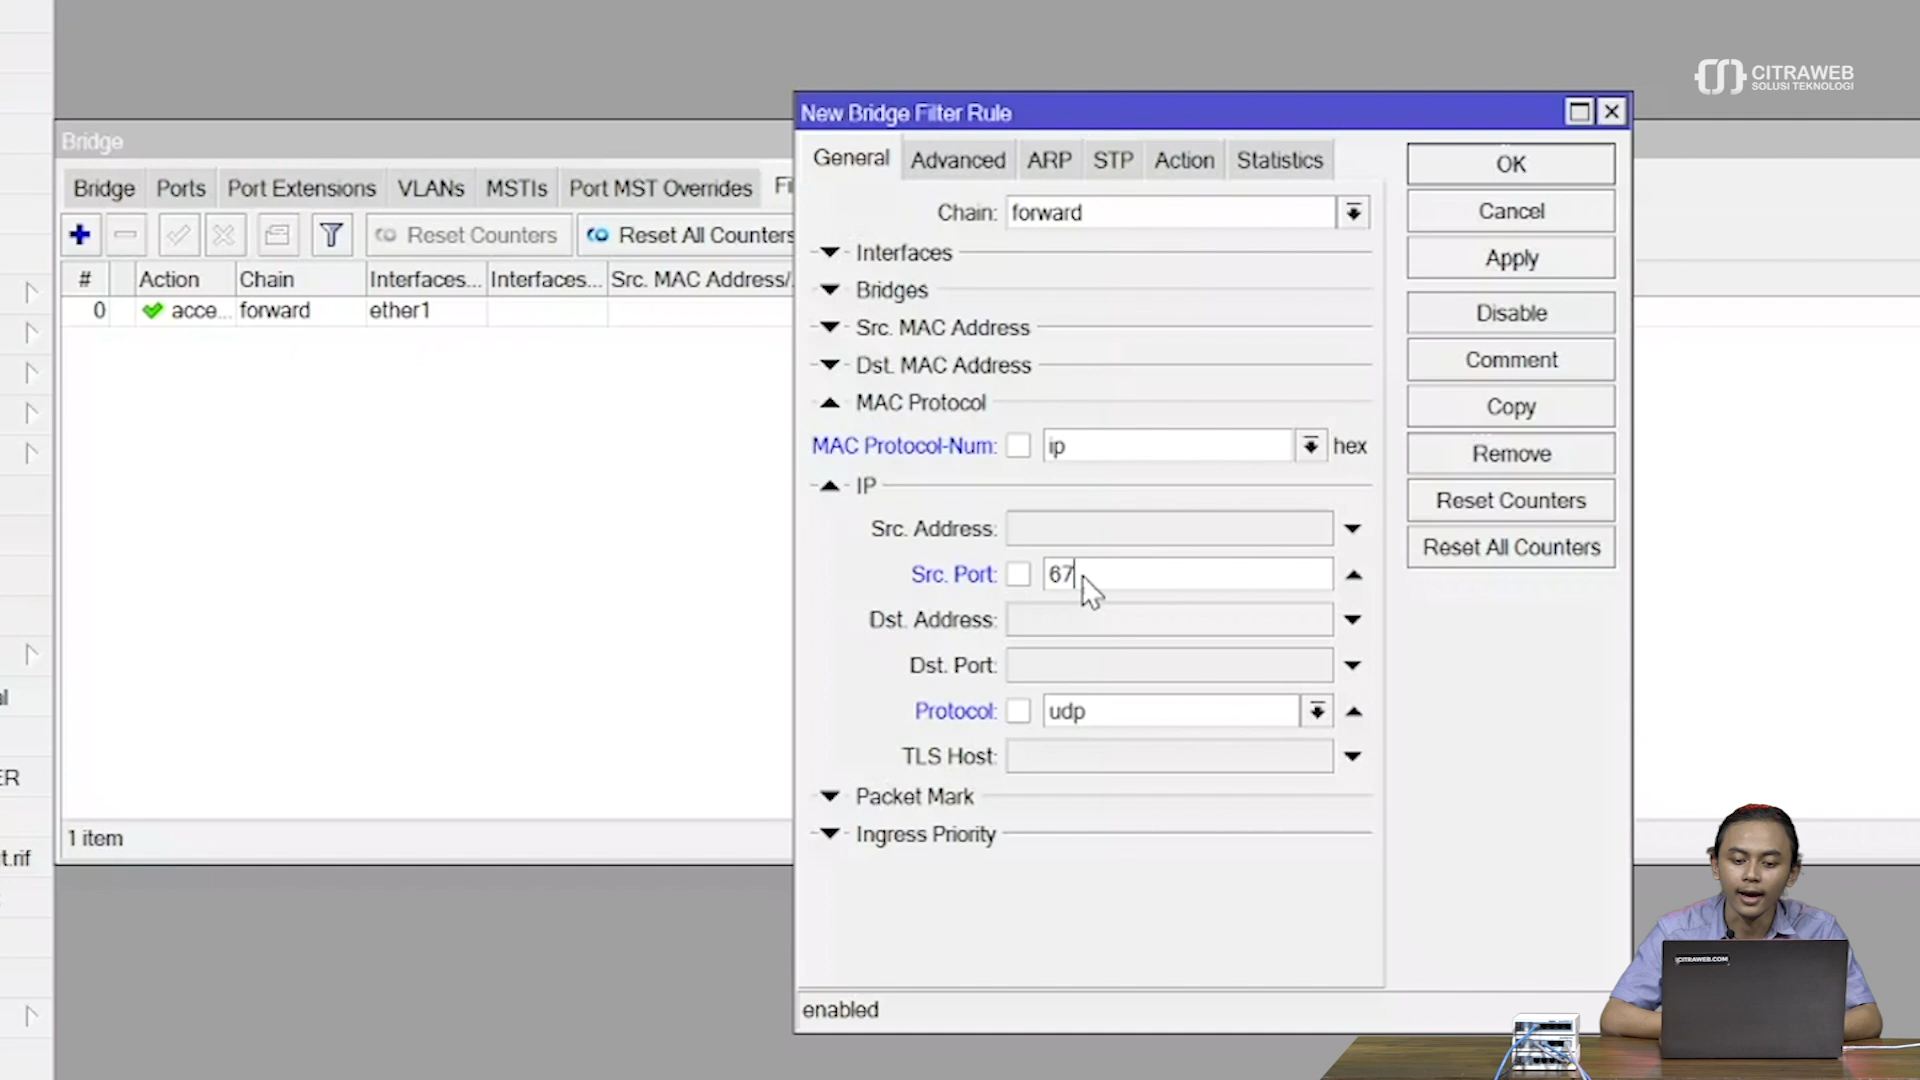 CITRAWEB
SOLUSI TEKNOLOGI
New Bridge Filter Rule
Bridge
General Advanced ARP STP Action Statistics
OK
Bridge Ports Port Extensions VLANs MSTIs Port MST Overrides Fi
Chain: forward
Cancel
Reset Counters Reset All Counters
Interfaces
Apply
# Action Chain Interfaces... Interfaces... Src. MAC Address/
Bridges
0 acce... forward ether1
Disable
Src. MAC Address
Dst. MAC Address
Comment
MAC Protocol
Copy
MAC Protocol-Num: ip hex
Remove
IP
Reset Counters
Src. Address:
Reset All Counters
Src. Port: 67
Dst. Address:
Dst. Port:
Protocol: udp
TLS Host:
ER
Packet Mark
Ingress Priority
1 item
t.rif
CITRAWEB.COM
enabled